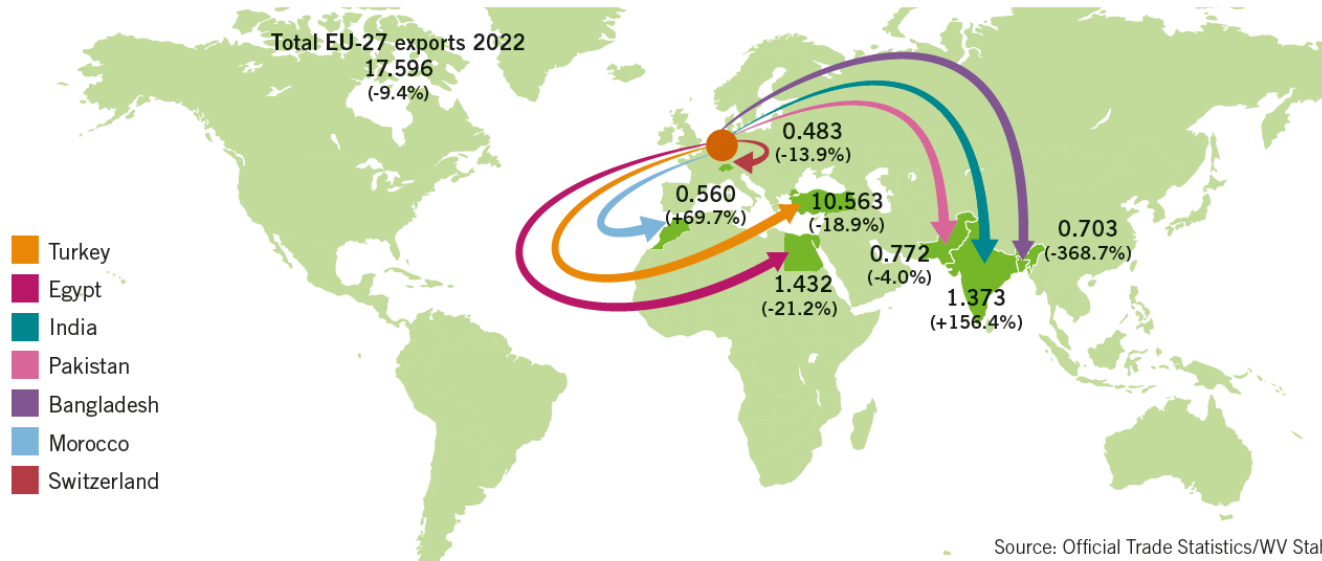 Total EU-27 exports 2022
17.596
(-9.4%)
0.483
(-13.9%)
0.560
(+69.7%)
10.563
(-18.9%)
0.703
(-368.7%)
0.772
(-4.0%)
1.432
(-21.2%)
1.373
(+156.4%)
Turkey
Egypt
India
Pakistan
Bangladesh
Morocco
Switzerland
Source: Official Trade Statistics/WV